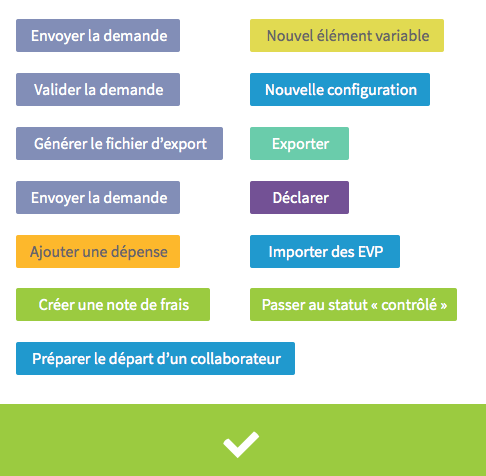 Envoyer la demande
Nouvel élément variable
Valider la demande
Nouvelle configuration
Générer le fichier d’export
Exporter
Envoyer la demande
Déclarer
Ajouter une dépense
Importer des EVP
Créer une note de frais
Passer au statut « contrôlé »
Préparer le départ d’un collaborateur